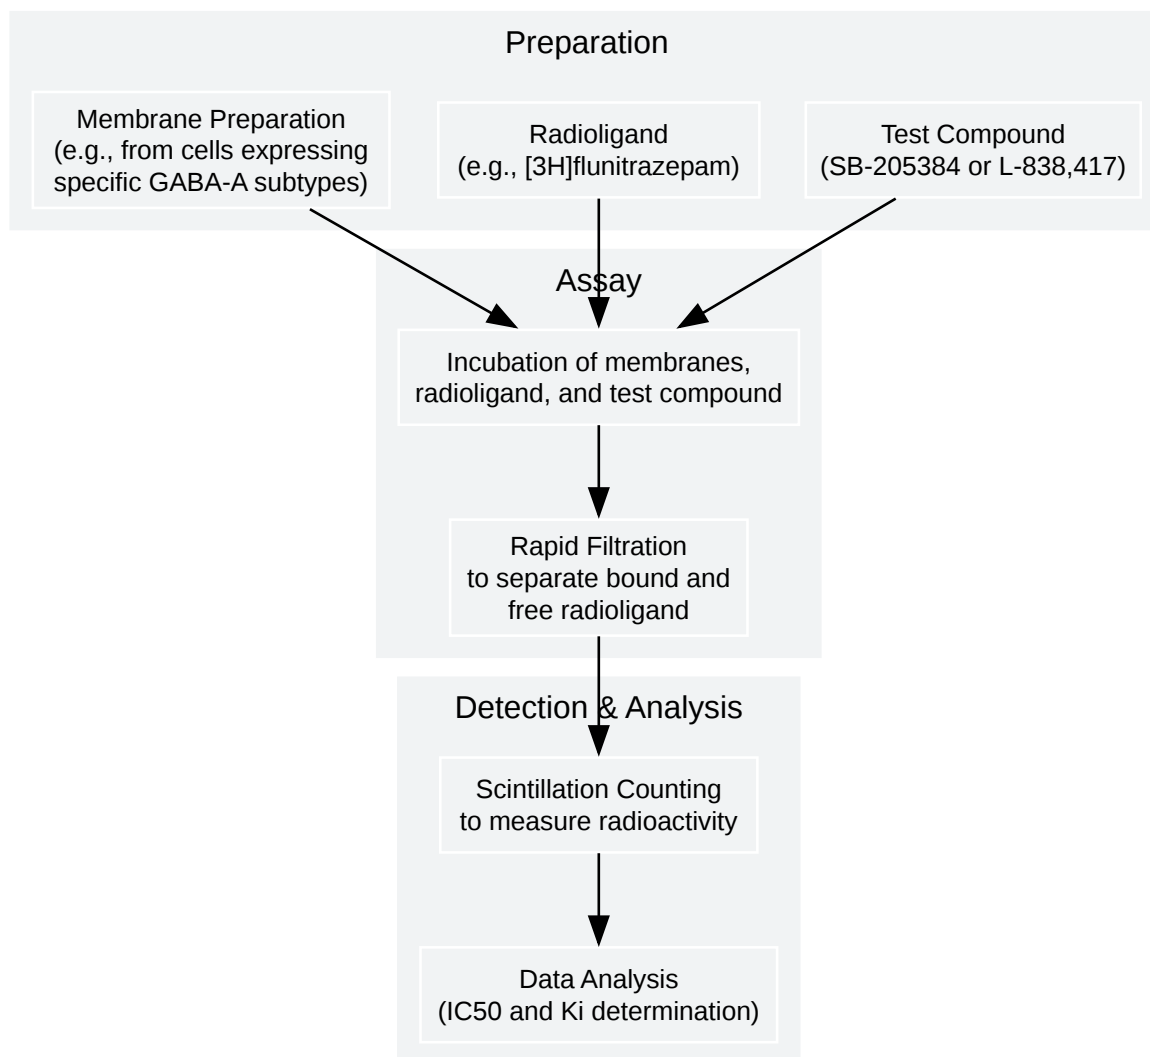 Preparation
Membrane Preparation
(e.g., from cells expressing
specific GABA-A subtypes)
Radioligand
(e.g., [3H]flunitrazepam)
Test Compound
(SB-205384 or L-838,417)
Assay
Incubation of membranes,
radioligand, and test compound
Rapid Filtration
to separate bound and
free radioligand
Detection & Analysis
Scintillation Counting
to measure radioactivity
Data Analysis
(IC50 and Ki determination)